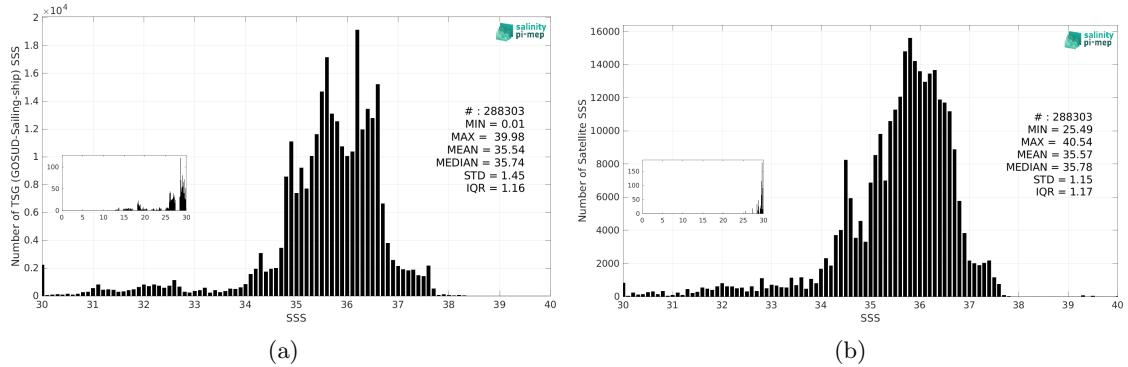 ×10^4
2
1.8
1.6
1.4
1.2
1
0.8
0.6
0.4
0.2
0
Number of TSG (GOSUD-Sailing-ship) SSS
salinity
pi-mep
# : 288303
MIN = 0.01
MAX = 39.98
MEAN = 35.54
MEDIAN = 35.74
STD = 1.45
IQR = 1.16
100
50
0
0 5 10 15 20 25 30
30 31 32 33 34 35 36 37 38 39 40
SSS
(a)
16000
14000
12000
10000
8000
6000
4000
2000
0
Number of Satellite SSS
salinity
pi-mep
# : 288303
MIN = 25.49
MAX = 40.54
MEAN = 35.57
MEDIAN = 35.78
STD = 1.15
IQR = 1.17
150
100
50
0
0 5 10 15 20 25 30
30 31 32 33 34 35 36 37 38 39 40
SSS
(b)